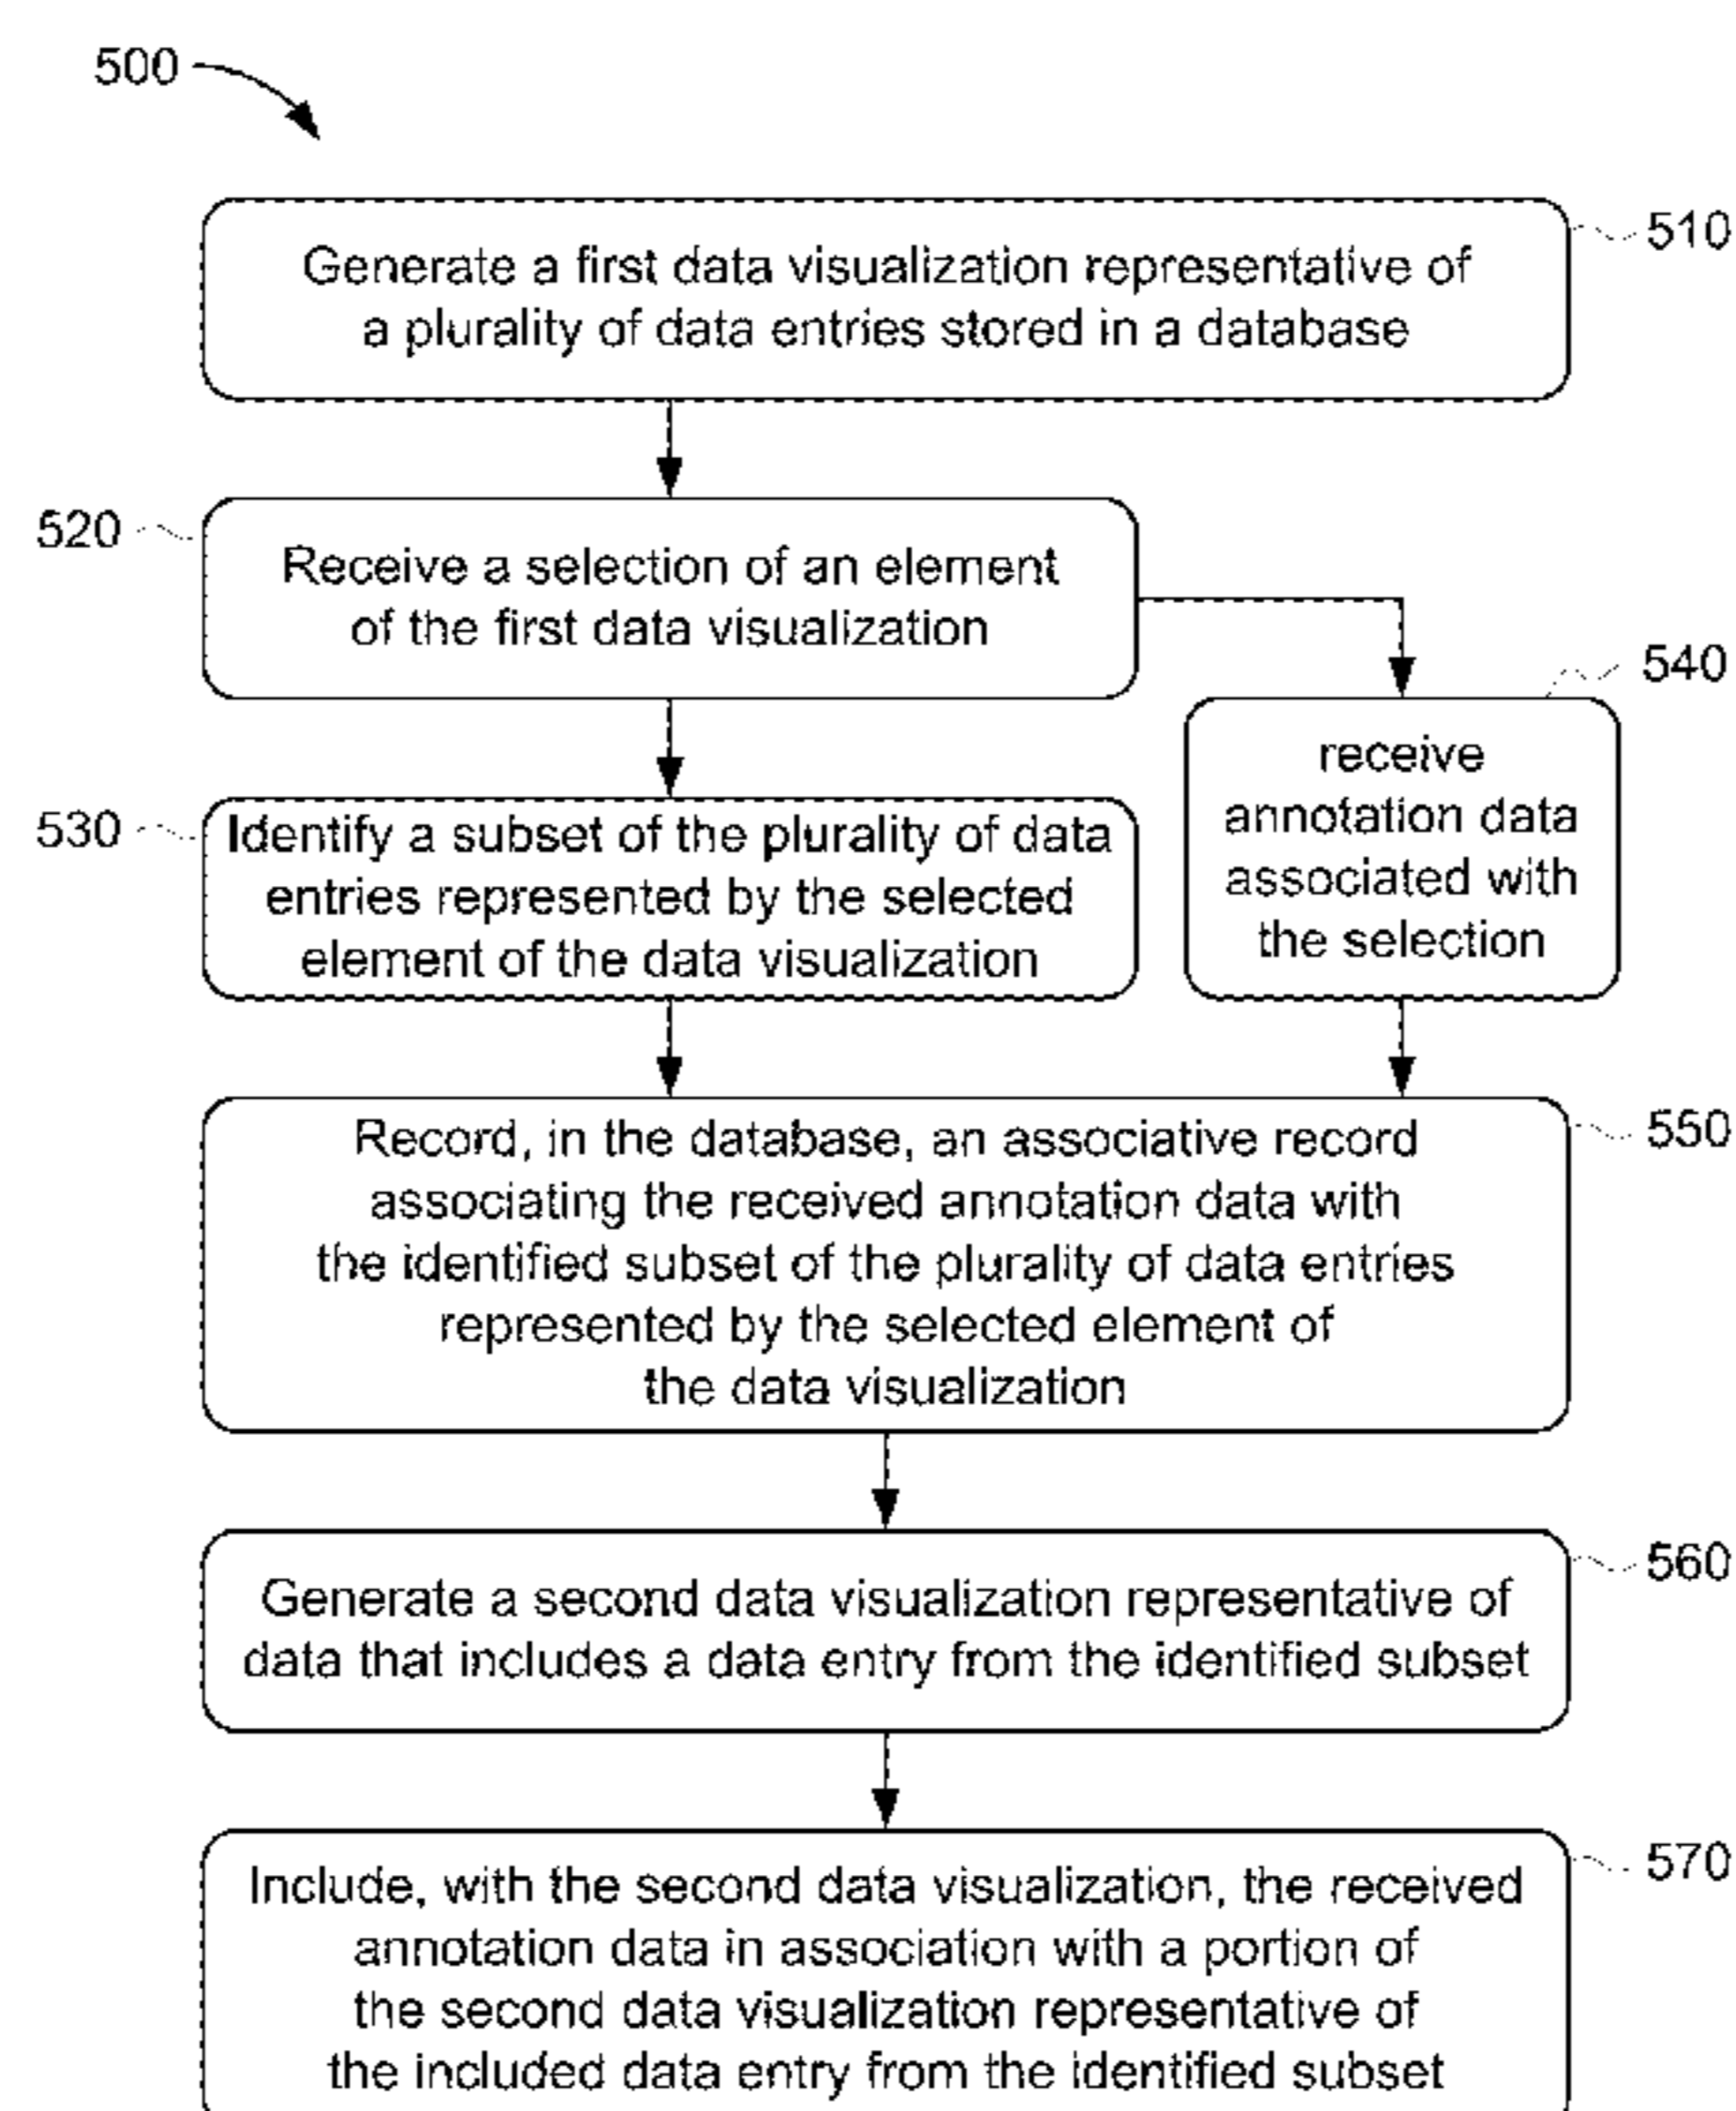 500
510
Generate a first data visualization representative of
a plurality of data entries stored in a database
520
Receive a selection of an element
of the first data visualization
540
receive
annotation data
associated with
the selection
530
Identify a subset of the plurality of data
entries represented by the selected
element of the data visualization
550
Record, in the database, an associative record
associating the received annotation data with
the identified subset of the plurality of data entries
represented by the selected element of
the data visualization
560
Generate a second data visualization representative of
data that includes a data entry from the identified subset
570
Include, with the second data visualization, the received
annotation data in association with a portion of
the second data visualization representative of
the included data entry from the identified subset